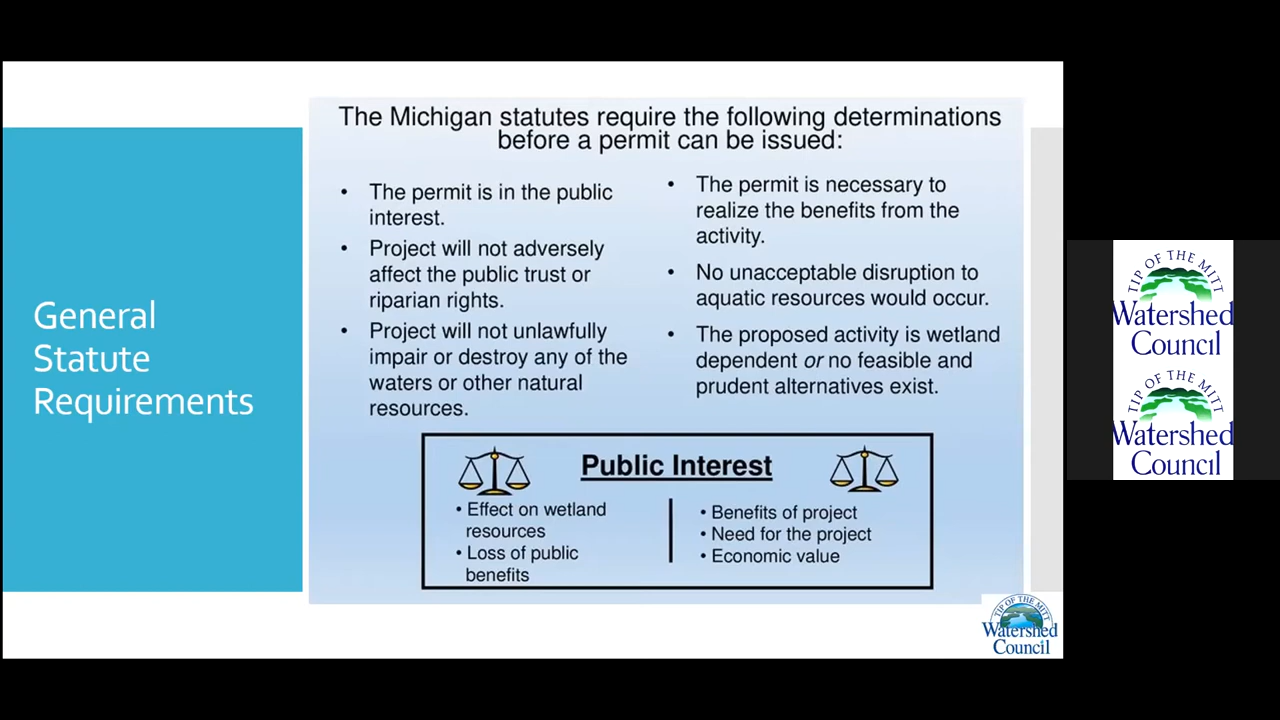 General
Statute
Requirements
The Michigan statutes require the following determinations
before a permit can be issued:
• The permit is in the public
interest.
• Project will not adversely
affect the public trust or
riparian rights.
• Project will not unlawfully
impair or destroy any of the
waters or other natural
resources.
• The permit is necessary to
realize the benefits from the
activity.
• No unacceptable disruption to
aquatic resources would occur.
• The proposed activity is wetland
dependent or no feasible and
prudent alternatives exist.
Public Interest
• Effect on wetland
resources
• Loss of public
benefits
• Benefits of project
• Need for the project
• Economic value
TIP OF THE MITT
Watershed
Council
TIP OF THE MITT
Watershed
Council
TIP OF THE MITT
Watershed
Council